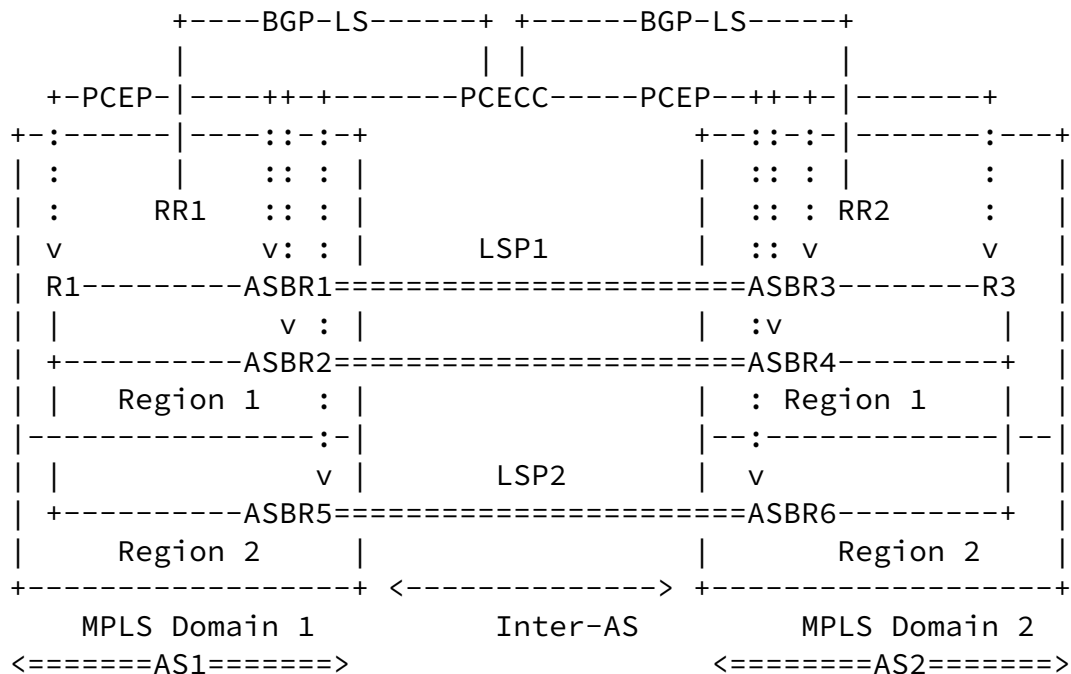 +----BGP-LS------+ +------BGP-LS-----+
| | | |
+-PCEP-|----++-+-------PCECC-----PCEP--++-+-|-------+
+-:------|----::-:-+ +--::-:-|-------:---+
| : | :: : | | :: : | : |
| : RR1 :: : | | :: : RR2 : |
| v v: : | LSP1 | :: v v |
| R1---------ASBR1=======================ASBR3--------R3 |
| | v : | | :v | |
| +----------ASBR2=======================ASBR4---------+ |
| | Region 1 : | | : Region 1 | |
|----------------:-| |--:-------------|--|
| | v | LSP2 | v | |
| +----------ASBR5=======================ASBR6---------+ |
| Region 2 | | Region 2 |
+------------------+ <--------------> +-------------------+
MPLS Domain 1 Inter-AS MPLS Domain 2
<=======AS1=======> <========AS2=======>